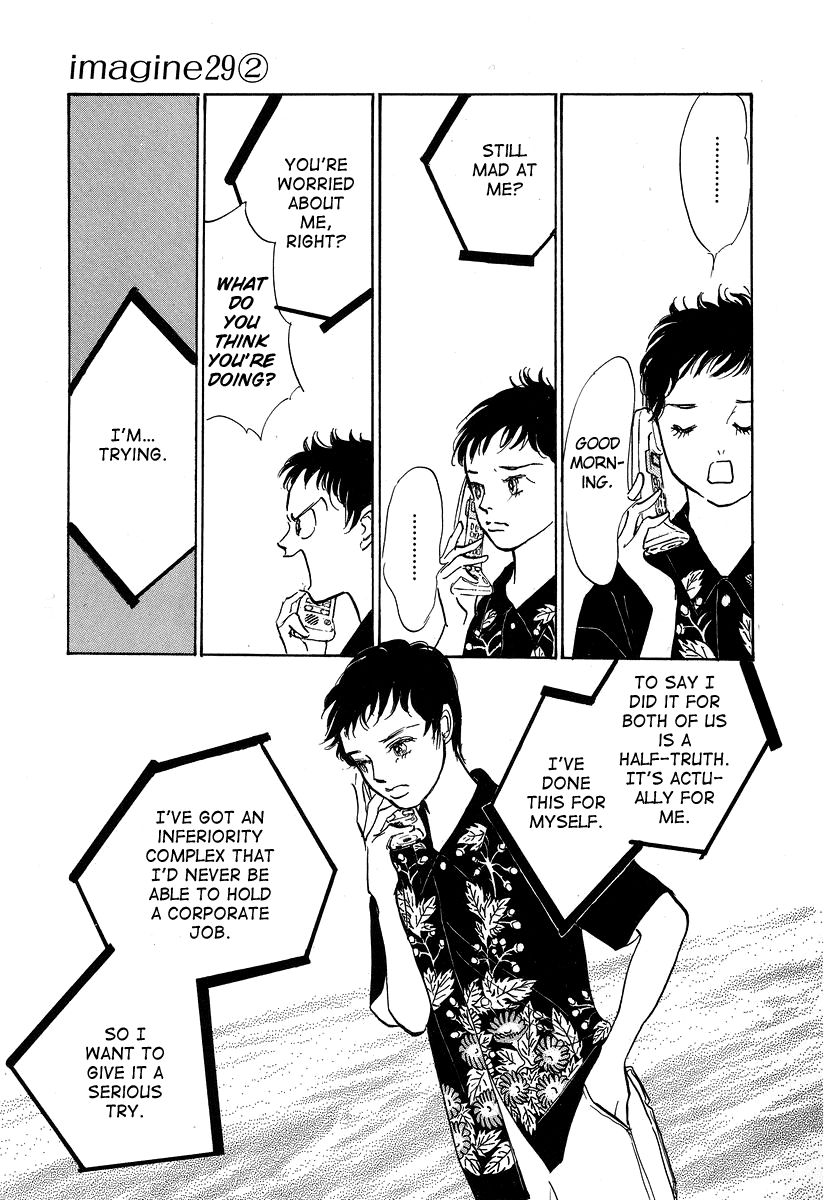 imagine29②
………
GOOD
MORN-
ING.
STILL
MAD AT
ME?
………
YOU'RE
WORRIED
ABOUT
ME,
RIGHT?
WHAT
DO
YOU
THINK
YOU'RE
DOING?
I'M...
TRYING.
TO SAY I
DID IT FOR
BOTH OF US
IS A
HALF-TRUTH.
IT'S ACTU-
ALLY FOR
ME.
I'VE
DONE
THIS FOR
MYSELF.
I'VE GOT AN
INFERIORITY
COMPLEX THAT
I'D NEVER BE
ABLE TO HOLD
A CORPORATE
JOB.
SO I
WANT TO
GIVE IT A
SERIOUS
TRY.